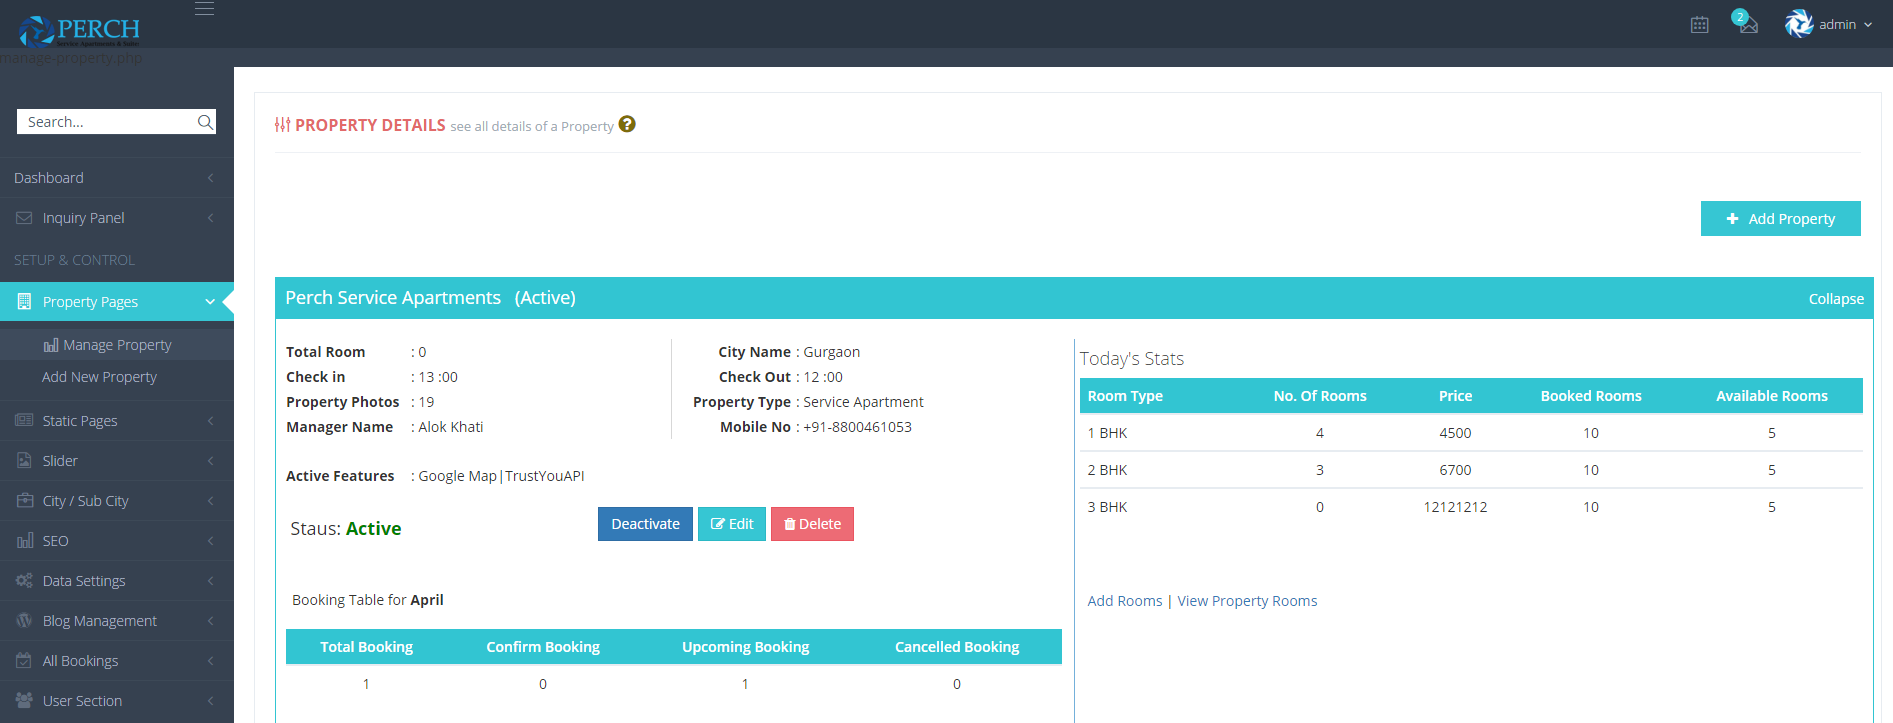 PERCH
Service Apartments & Suites
manage-property.php
2
admin
Search...
Dashboard
Inquiry Panel
SETUP & CONTROL
Property Pages
Manage Property
Add New Property
Static Pages
Slider
City / Sub City
SEO
Data Settings
Blog Management
All Bookings
User Section
PROPERTY DETAILS see all details of a Property ?
+ Add Property
Perch Service Apartments (Active) Collapse
Total Room : 0
Check in : 13 :00
Property Photos : 19
Manager Name : Alok Khati
City Name : Gurgaon
Check Out : 12 :00
Property Type : Service Apartment
Mobile No : +91-8800461053
Active Features : Google Map|TrustYouAPI
Staus: Active Deactivate Edit Delete
Booking Table for April
Total Booking Confirm Booking Upcoming Booking Cancelled Booking
1 0 1 0
Today's Stats
Room Type No. Of Rooms Price Booked Rooms Available Rooms
1 BHK 4 4500 10 5
2 BHK 3 6700 10 5
3 BHK 0 12121212 10 5
Add Rooms | View Property Rooms